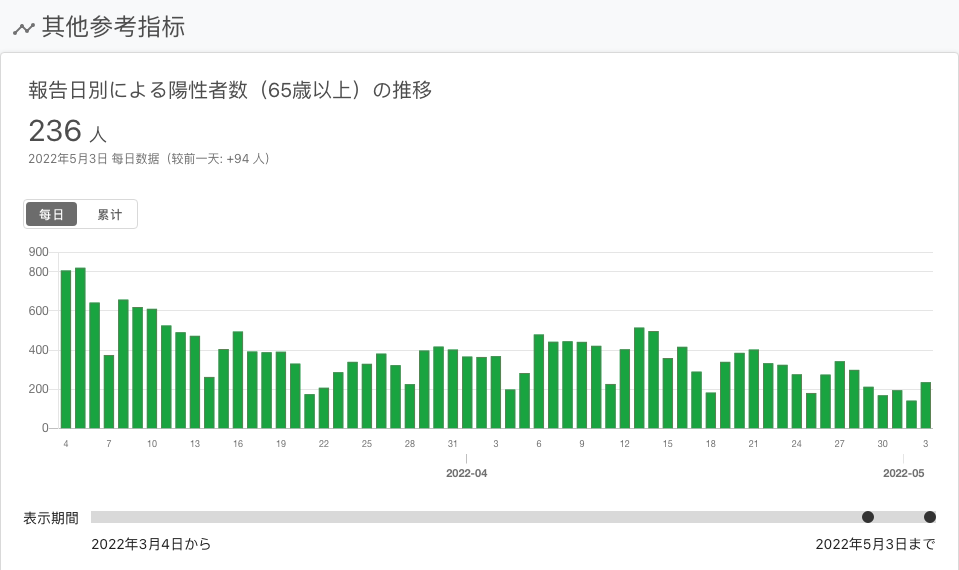 其他参考指标
報告日別による陽性者数（65歳以上）の推移
236 人
2022年5月3日 每日数据（较前一天: +94 人）
每日 累计
900
800
600
400
200
0
4 7 10 13 16 19 22 25 28 31 3 6 9 12 15 18 21 24 27 30 3
2022-04 2022-05
表示期間
2022年3月4日から 2022年5月3日まで